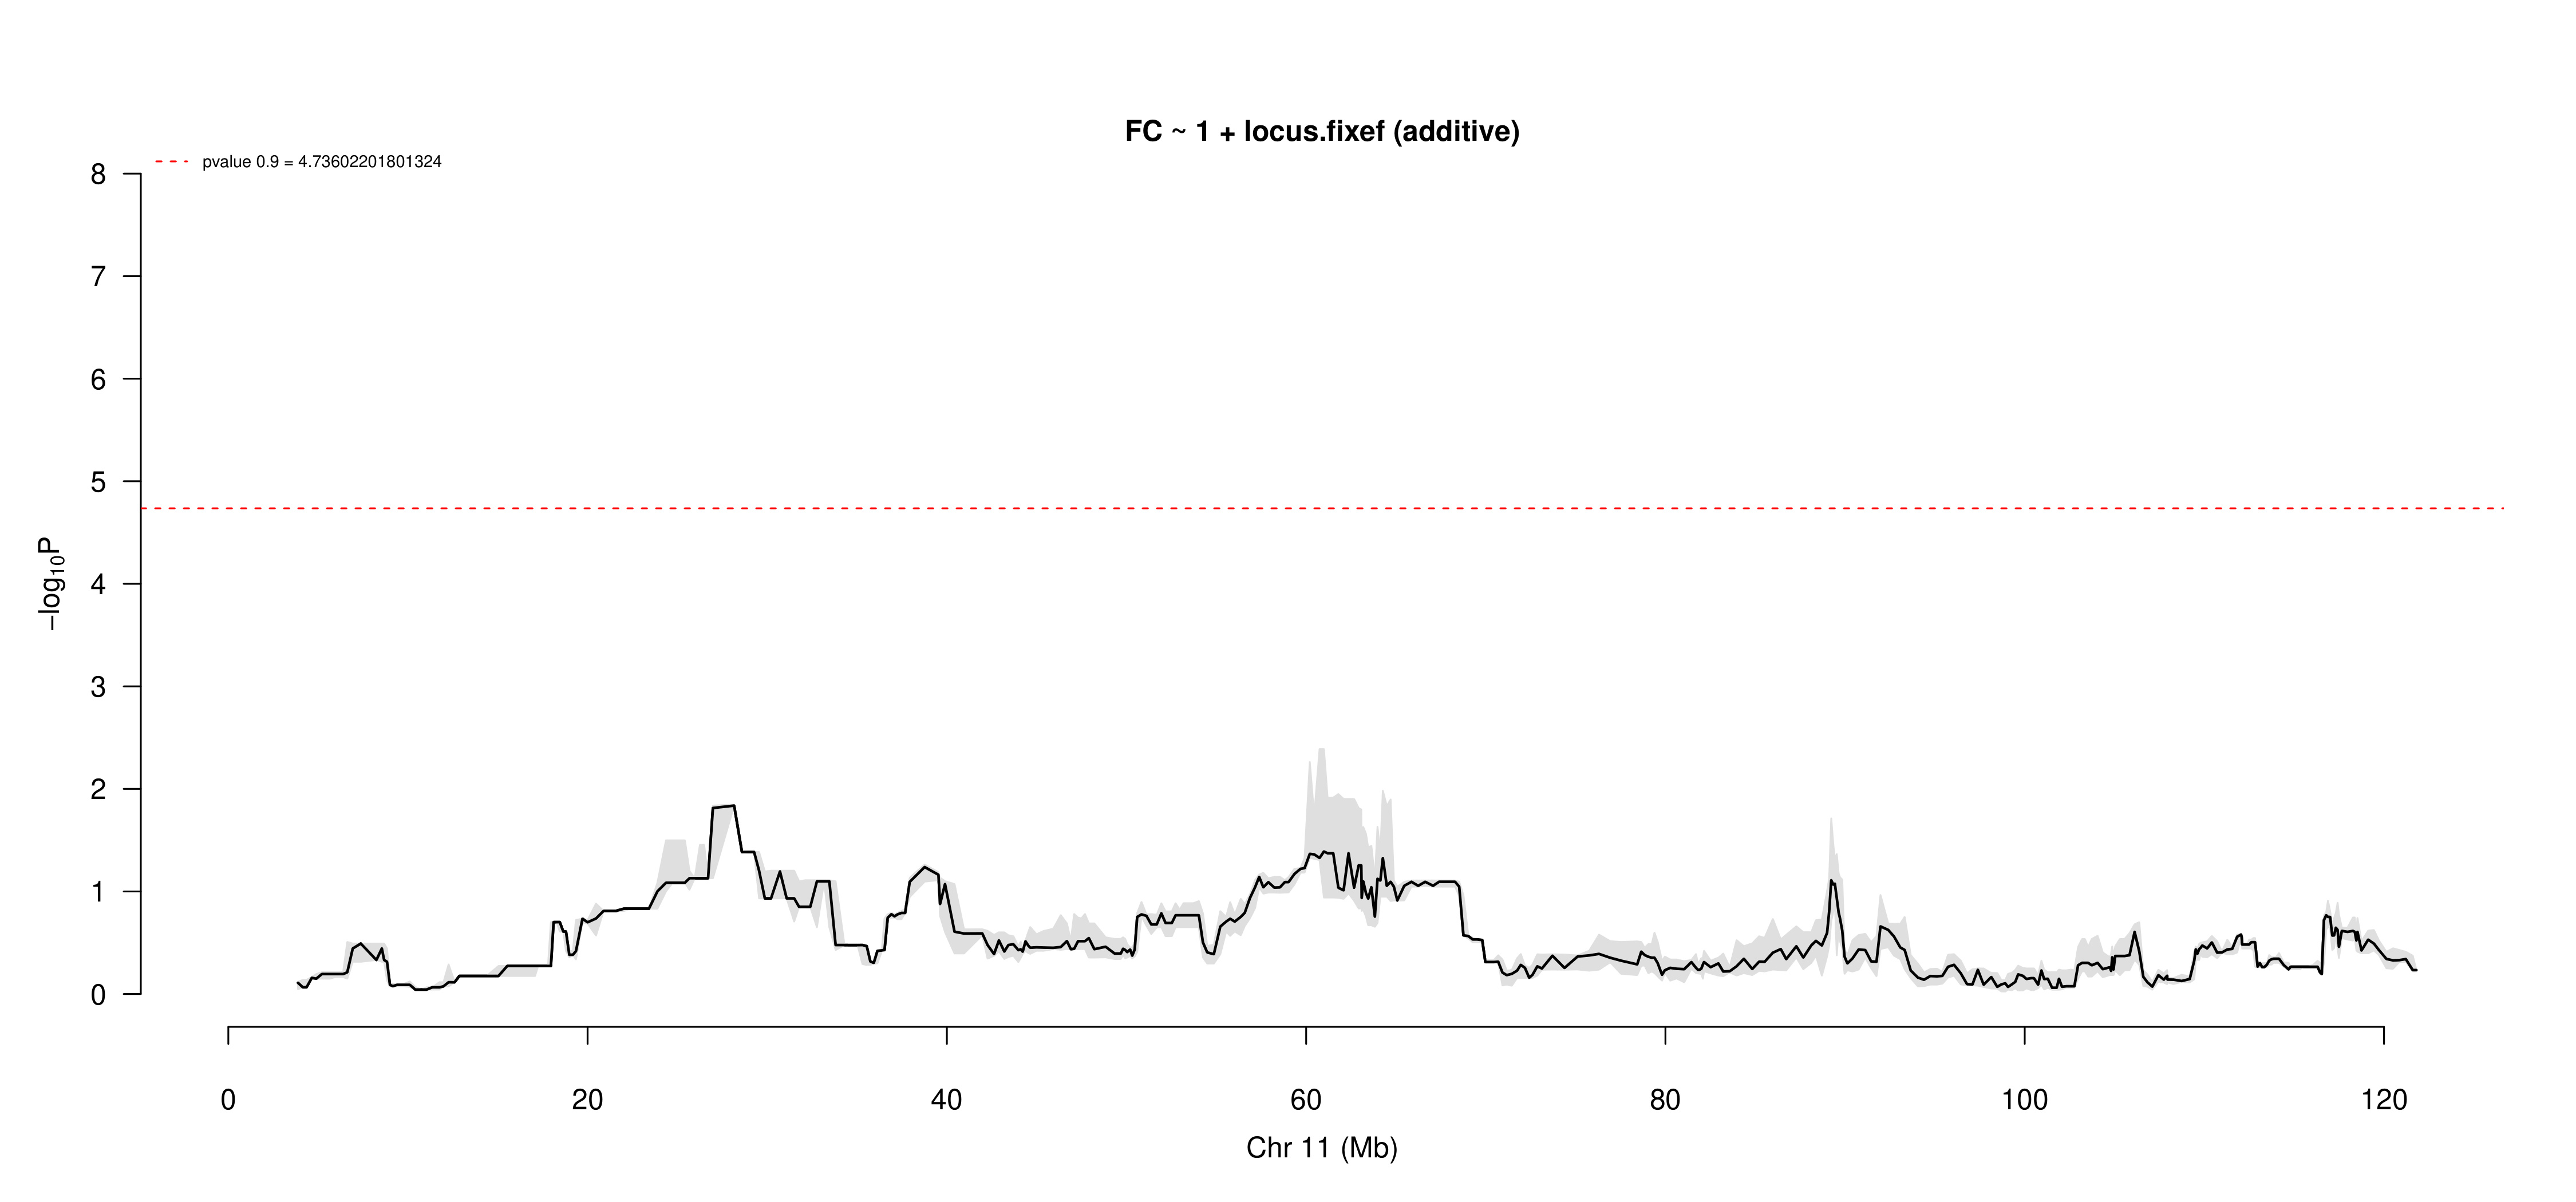 FC ~ 1 + locus.fixef (additive)
pvalue 0.9 = 4.73602201801324
8
7
6
5
4
3
2
1
0
−log10P
0 20 40 60 80 100 120
Chr 11 (Mb)